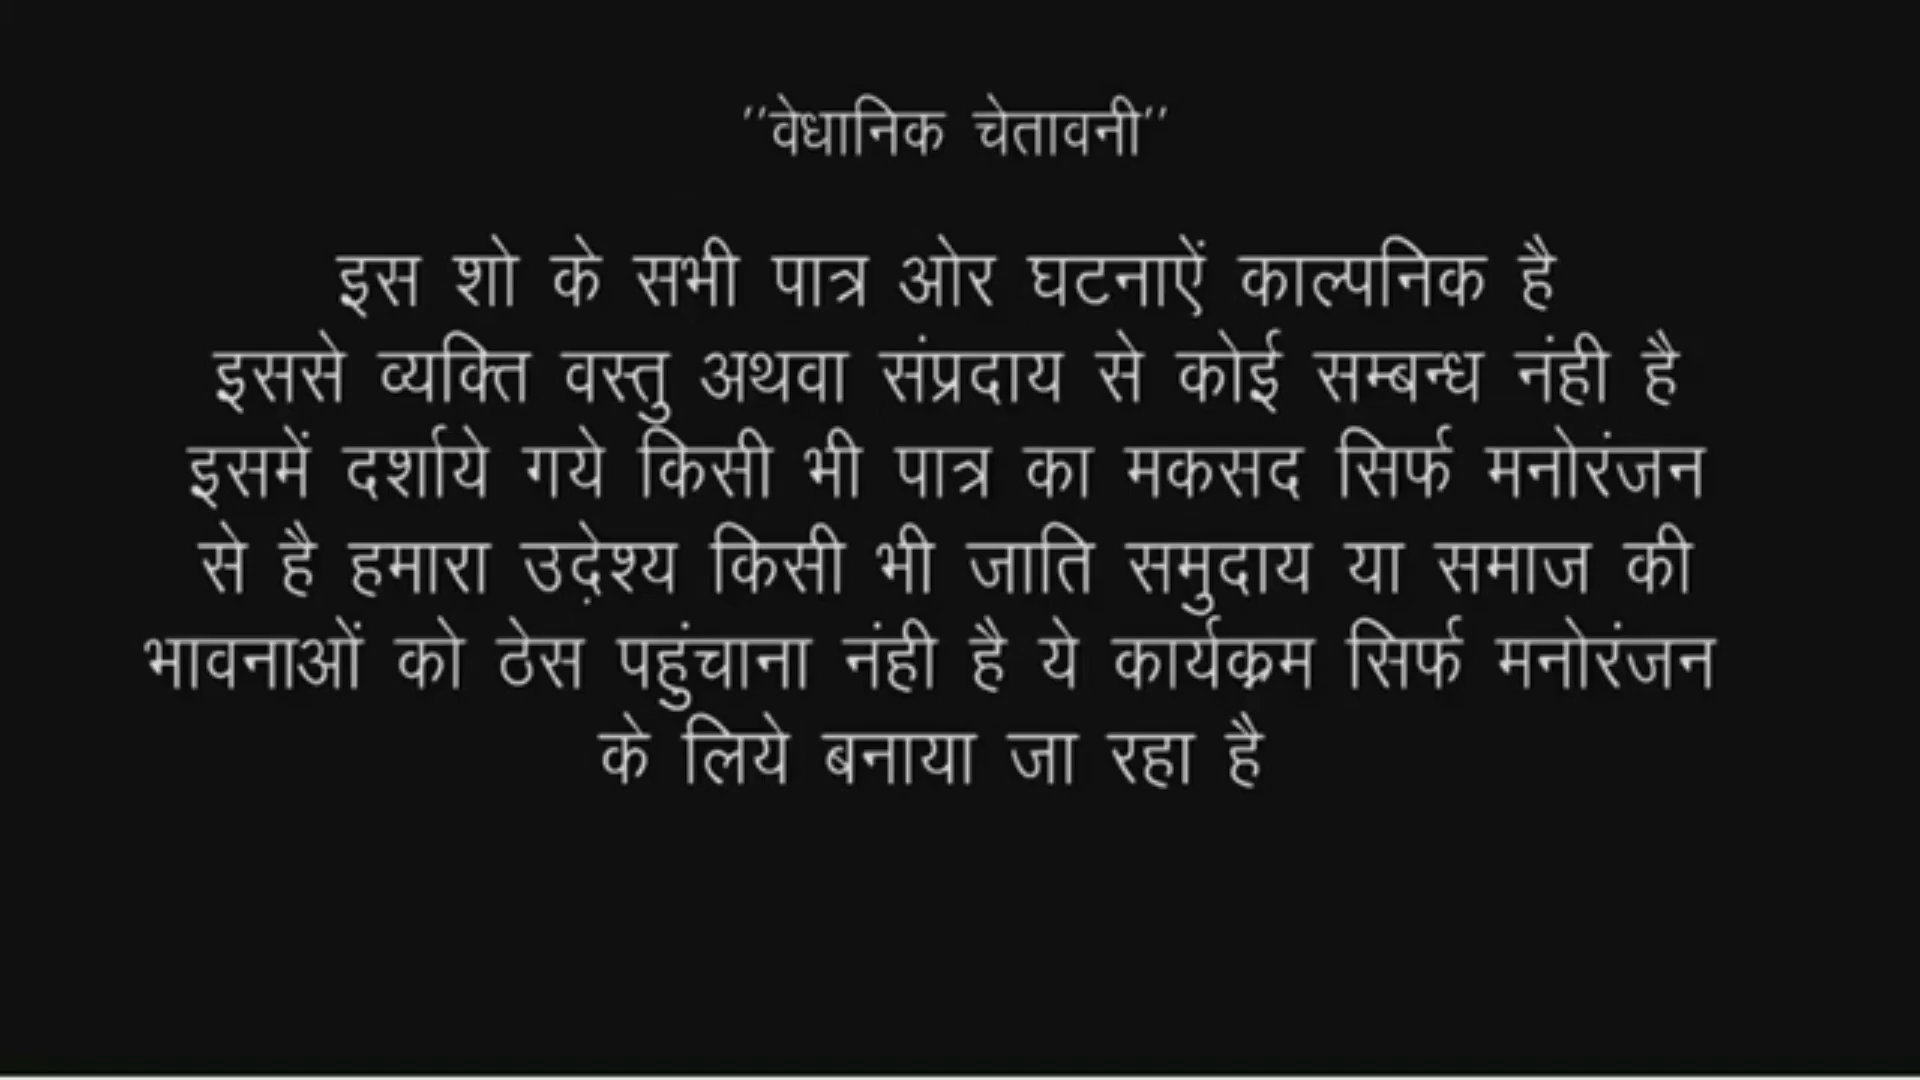 "वेधानिक चेतावनी"
इस शो के सभी पात्र ओर घटनाऐं काल्पनिक है
इससे व्यक्ति वस्तु अथवा संप्रदाय से कोई सम्बन्ध नंही है
इसमें दर्शाये गये किसी भी पात्र का मकसद सिर्फ मनोरंजन
से है हमारा उद़ेश्य किसी भी जाति समुदाय या समाज की
भावनाओं को ठेस पहुंचाना नंही है ये कार्यक्रम सिर्फ मनोरंजन
के लिये बनाया जा रहा है